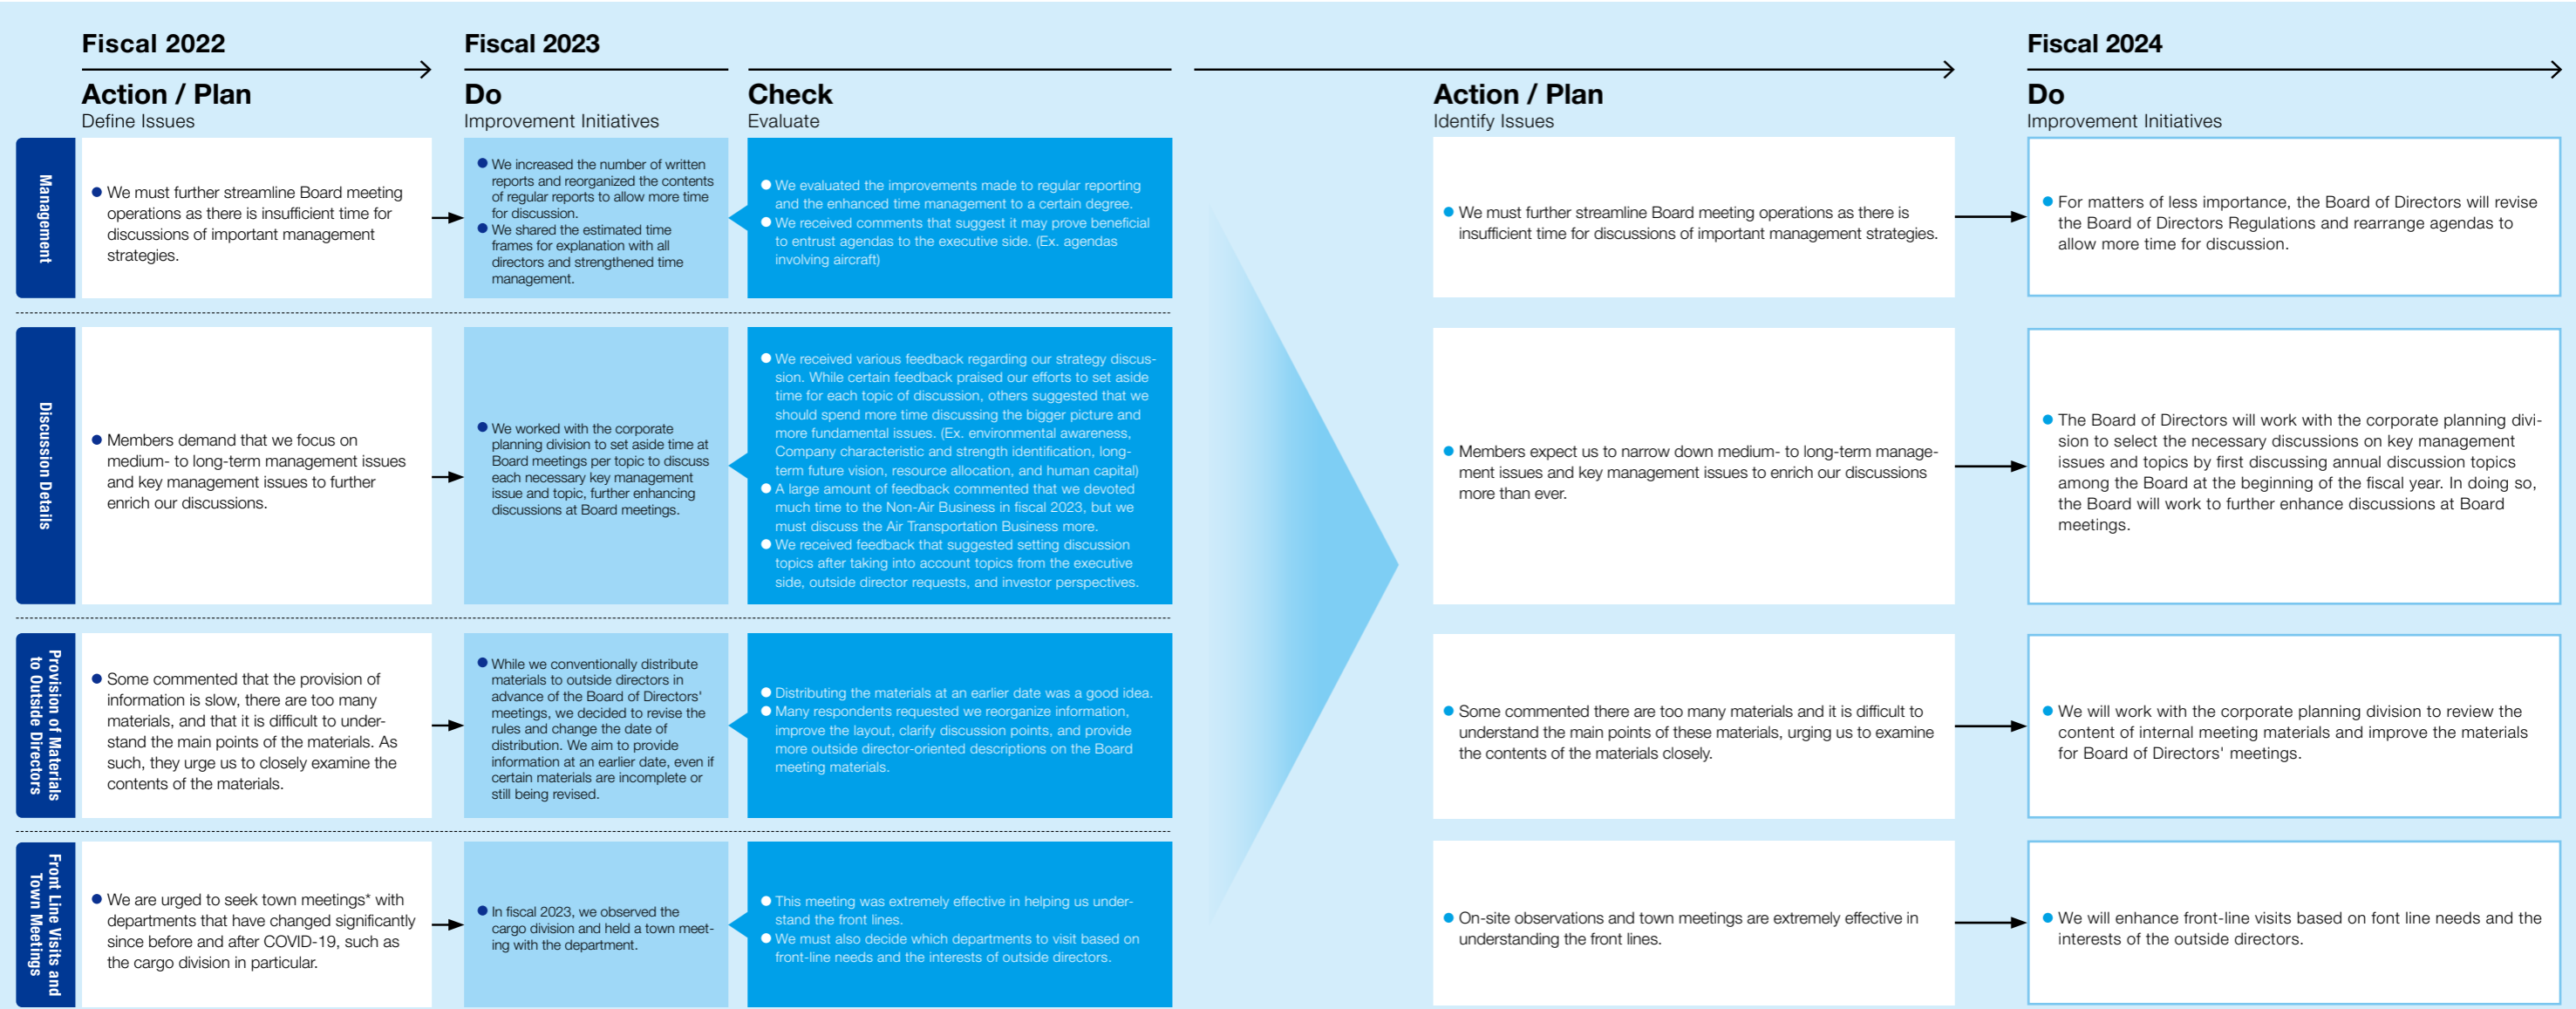 Fiscal 2022
Fiscal 2023
Fiscal 2024
Action / Plan
Define Issues
Do
Improvement Initiatives
Check
Evaluate
Action / Plan
Identify Issues
Do
Improvement Initiatives
Management
● We must further streamline Board meeting
operations as there is insufficient time for
discussions of important management
strategies.
● We increased the number of written
reports and reorganized the contents
of regular reports to allow more time
for discussion.
● We shared the estimated time
frames for explanation with all
directors and strengthened time
management.
● We evaluated the improvements made to regular reporting
and the enhanced time management to a certain degree.
● We received comments that suggest it may prove beneficial
to entrust agendas to the executive side. (Ex. agendas
involving aircraft)
● We must further streamline Board meeting operations as there is
insufficient time for discussions of important management strategies.
● For matters of less importance, the Board of Directors will revise
the Board of Directors Regulations and rearrange agendas to
allow more time for discussion.
Discussion Details
● Members demand that we focus on
medium- to long-term management issues
and key management issues to further
enrich our discussions.
● We worked with the corporate
planning division to set aside time at
Board meetings per topic to discuss
each necessary key management
issue and topic, further enhancing
discussions at Board meetings.
● We received various feedback regarding our strategy discus-
sion. While certain feedback praised our efforts to set aside
time for each topic of discussion, others suggested that we
should spend more time discussing the bigger picture and
more fundamental issues. (Ex. environmental awareness,
Company characteristic and strength identification, long-
term future vision, resource allocation, and human capital)
● A large amount of feedback commented that we devoted
much time to the Non-Air Business in fiscal 2023, but we
must discuss the Air Transportation Business more.
● We received feedback that suggested setting discussion
topics after taking into account topics from the executive
side, outside director requests, and investor perspectives.
● Members expect us to narrow down medium- to long-term manage-
ment issues and key management issues to enrich our discussions
more than ever.
● The Board of Directors will work with the corporate planning divi-
sion to select the necessary discussions on key management
issues and topics by first discussing annual discussion topics
among the Board at the beginning of the fiscal year. In doing so,
the Board will work to further enhance discussions at Board
meetings.
Provision of Materials
to Outside Directors
● Some commented that the provision of
information is slow, there are too many
materials, and that it is difficult to under-
stand the main points of the materials. As
such, they urge us to closely examine the
contents of the materials.
● While we conventionally distribute
materials to outside directors in
advance of the Board of Directors'
meetings, we decided to revise the
rules and change the date of
distribution. We aim to provide
information at an earlier date, even if
certain materials are incomplete or
still being revised.
● Distributing the materials at an earlier date was a good idea.
● Many respondents requested we reorganize information,
improve the layout, clarify discussion points, and provide
more outside director-oriented descriptions on the Board
meeting materials.
● Some commented there are too many materials and it is difficult to
understand the main points of these materials, urging us to examine
the contents of the materials closely.
● We will work with the corporate planning division to review the
content of internal meeting materials and improve the materials
for Board of Directors' meetings.
Front Line Visits and
Town Meetings
● We are urged to seek town meetings* with
departments that have changed significantly
since before and after COVID-19, such as
the cargo division in particular.
● In fiscal 2023, we observed the
cargo division and held a town meet-
ing with the department.
● This meeting was extremely effective in helping us under-
stand the front lines.
● We must also decide which departments to visit based on
front-line needs and the interests of outside directors.
● On-site observations and town meetings are extremely effective in
understanding the front lines.
● We will enhance front-line visits based on font line needs and the
interests of the outside directors.